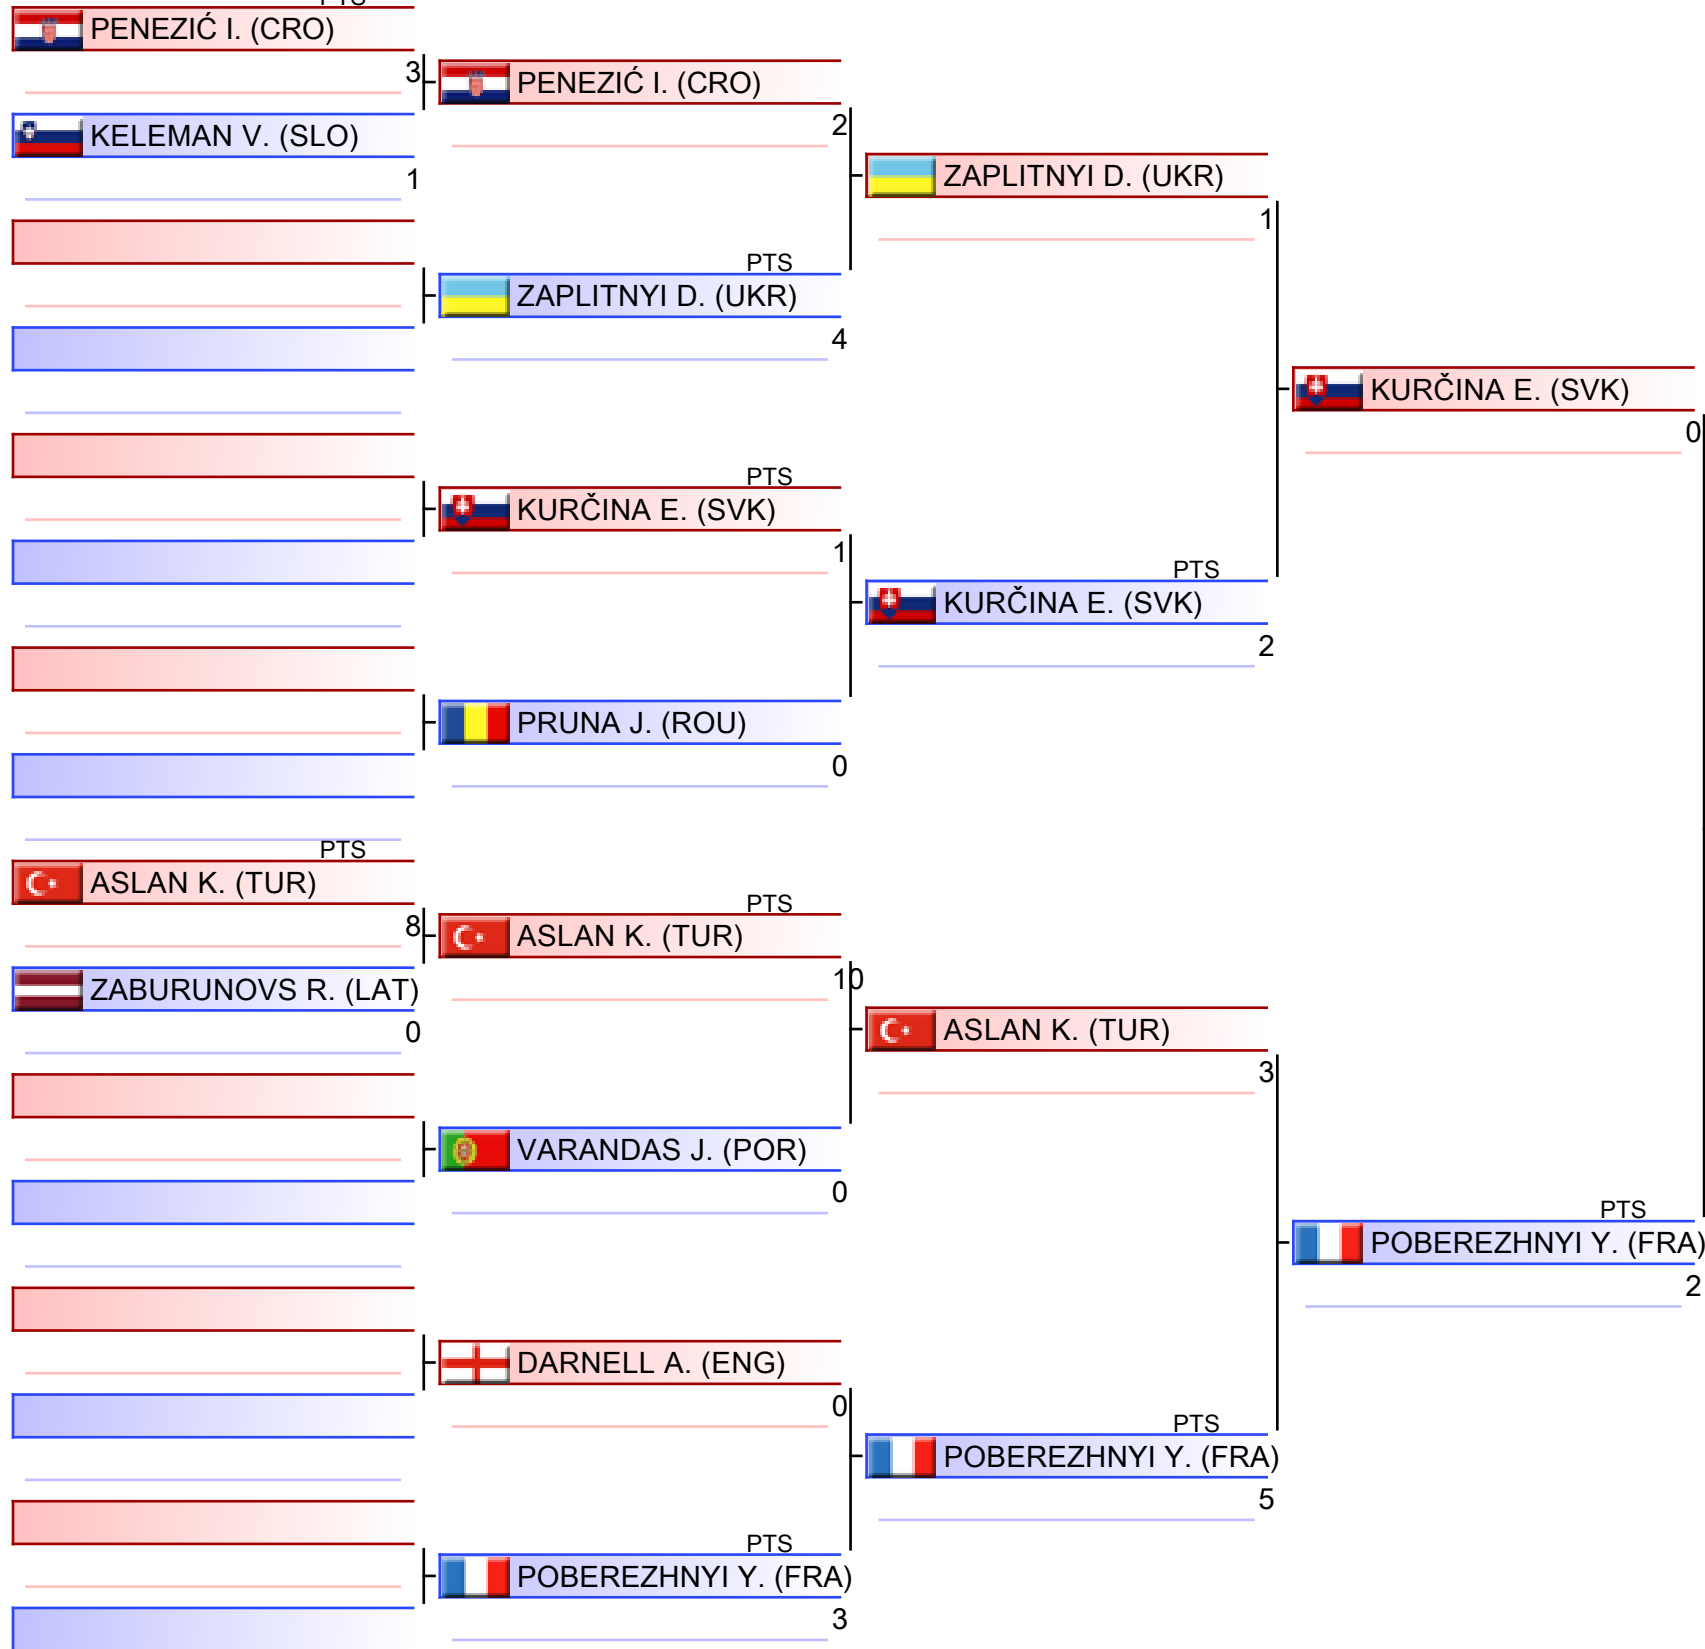 PTS
PENEZIĆ I. (CRO)
3
KELEMAN V. (SLO)
1
PTS
ASLAN K. (TUR)
8
ZABURUNOVS R. (LAT)
0
PENEZIĆ I. (CRO)
2
PTS
ZAPLITNYI D. (UKR)
4
PTS
KURČINA E. (SVK)
1
PRUNA J. (ROU)
0
PTS
ASLAN K. (TUR)
10
VARANDAS J. (POR)
0
DARNELL A. (ENG)
0
PTS
POBEREZHNYI Y. (FRA)
3
ZAPLITNYI D. (UKR)
1
PTS
KURČINA E. (SVK)
2
ASLAN K. (TUR)
3
PTS
POBEREZHNYI Y. (FRA)
5
KURČINA E. (SVK)
0
PTS
POBEREZHNYI Y. (FRA)
2